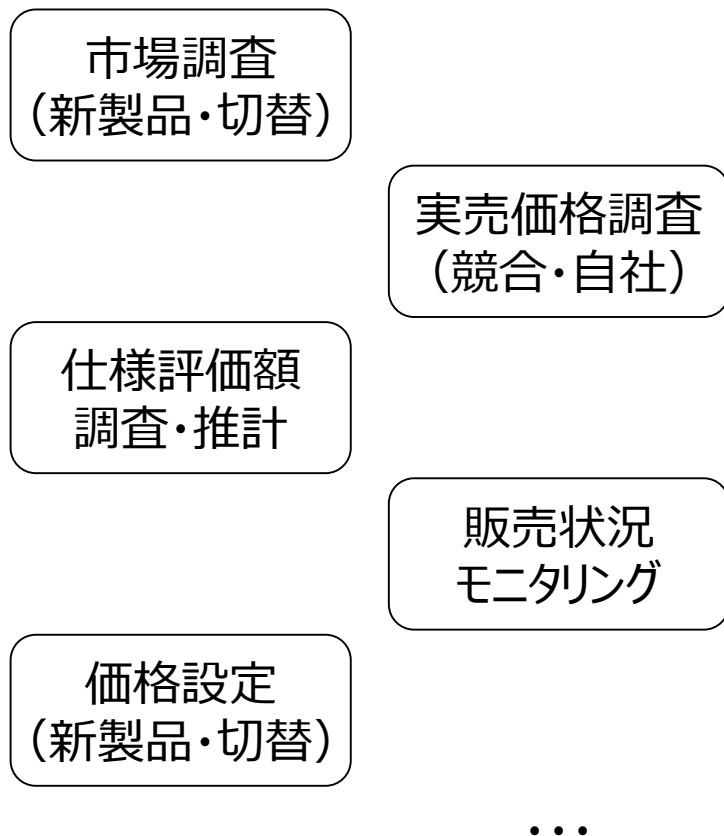 市場調査
（新製品・切替）
実売価格調査
（競合・自社）
仕様評価額
調査・推計
販売状況
モニタリング
価格設定
（新製品・切替）
・・・